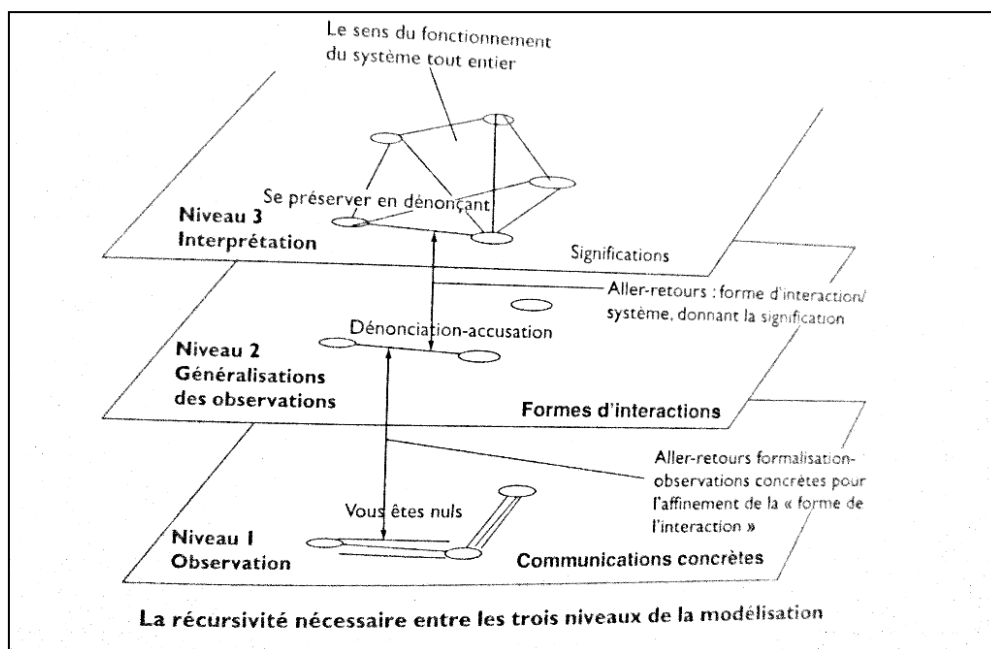 Le sens du fonctionnement
du système tout entier
Se préserver en dénonçant
Niveau 3
Interprétation
Significations
Aller-retours : forme d'interaction/
système, donnant la signification
Dénonciation-accusation
Niveau 2
Généralisations
des observations
Formes d'interactions
Aller-retours formalisation-
observations concrètes pour
l'affinement de la « forme de
l'interaction »
Vous êtes nuls
Niveau 1
Observation
Communications concrètes
La récursivité nécessaire entre les trois niveaux de la modélisation